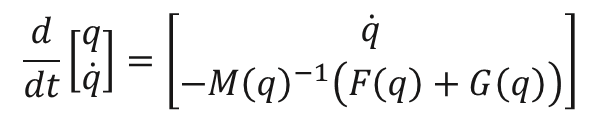 d/dt [q q̇] = [q̇ −M(q)⁻¹(F(q) + G(q))]